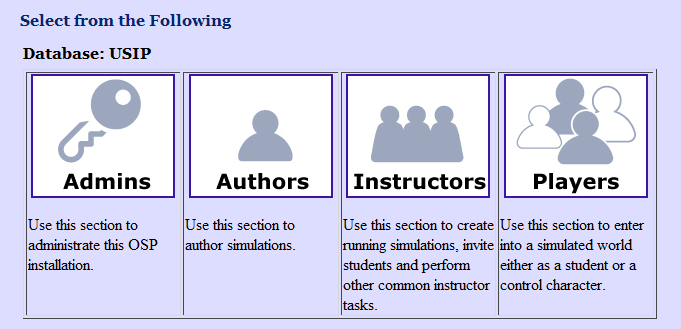 Select from the Following
Database: USIP
Admins
Authors
Instructors
Players
Use this section to
administrate this OSP
installation.
Use this section to
author simulations.
Use this section to create
running simulations, invite
students and perform
other common instructor
tasks.
Use this section to enter
into a simulated world
either as a student or a
control character.